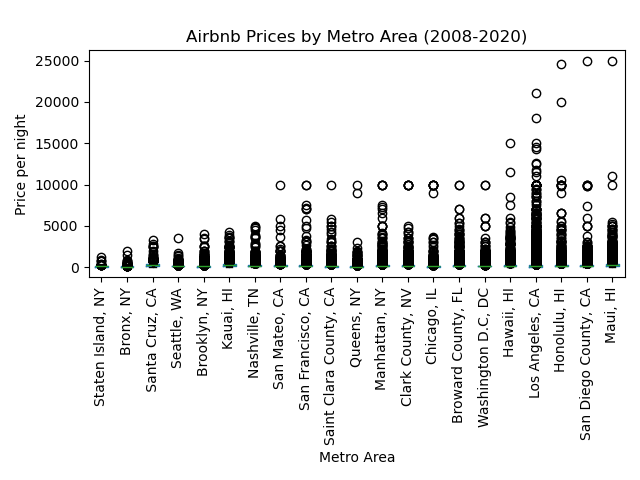 Airbnb Prices by Metro Area (2008-2020)
25000
20000
15000
10000
5000
0
Price per night
Staten Island, NY
Bronx, NY
Santa Cruz, CA
Seattle, WA
Brooklyn, NY
Kauai, HI
Nashville, TN
San Mateo, CA
San Francisco, CA
Saint Clara County, CA
Queens, NY
Manhattan, NY
Clark County, NV
Chicago, IL
Broward County, FL
Washington D.C, DC
Hawaii, HI
Los Angeles, CA
Honolulu, HI
San Diego County, CA
Maui, HI
Metro Area